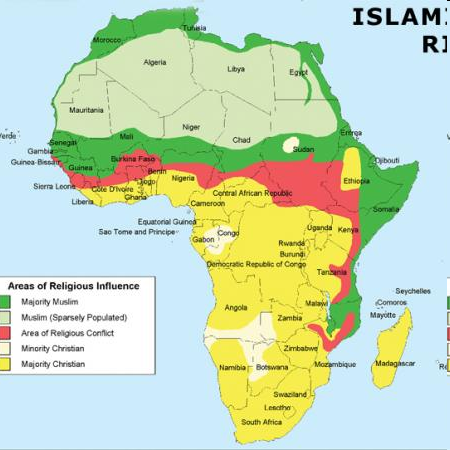 ISLAMI
RI
Tunisia
Morocco
Algeria
Libya
Egypt
Mauritania
Niger
Mali
Chad
Sudan
Eritrea
Senegal
Gambia
Guinea-Bissau
Guinea
Burkina Faso
Benin
Togo
Nigeria
Djibouti
Sierra Leone
Côte D'Ivoire
Ghana
Liberia
Ethiopia
Central African Republic
Cameroon
Somalia
Equatorial Guinea
Sao Tome and Principe
Gabon
Congo
Uganda
Kenya
Rwanda
Burundi
Democratic Republic of Congo
Tanzania
Seychelles
Comoros
Mayotte
Angola
Malawi
Zambia
Zimbabwe
Mozambique
Madagascar
Namibia
Botswana
Swaziland
Lesotho
South Africa
Areas of Religious Influence
Majority Muslim
Muslim (Sparsely Populated)
Area of Religious Conflict
Minority Christian
Majority Christian